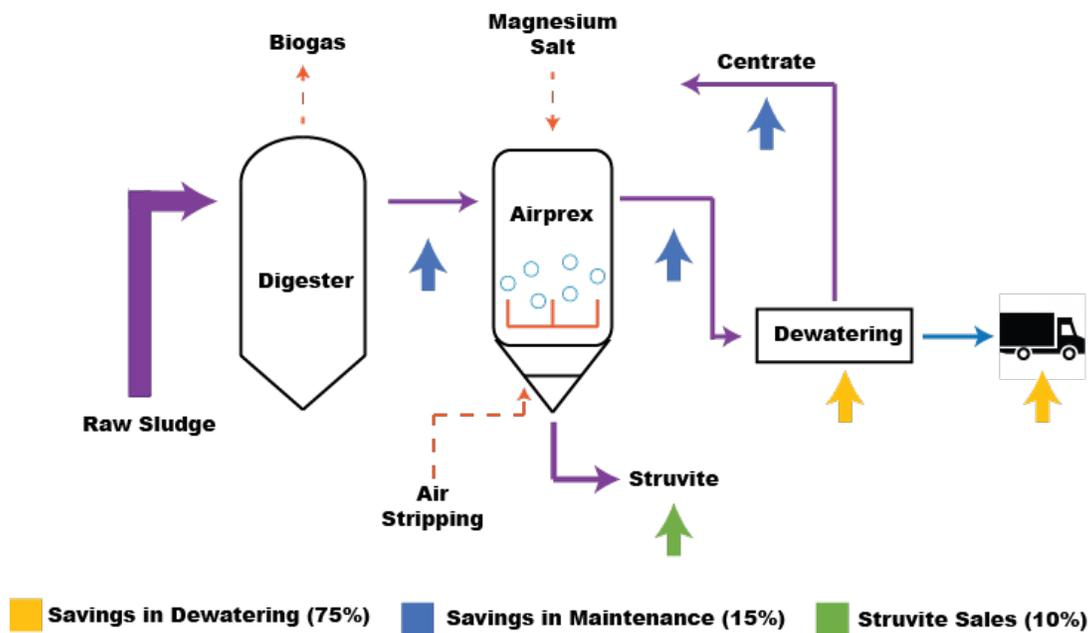 Biogas
Magnesium
Salt
Centrate
Airprex
Digester
Dewatering
Raw Sludge
Air
Stripping
Struvite
Savings in Dewatering (75%)
Savings in Maintenance (15%)
Struvite Sales (10%)